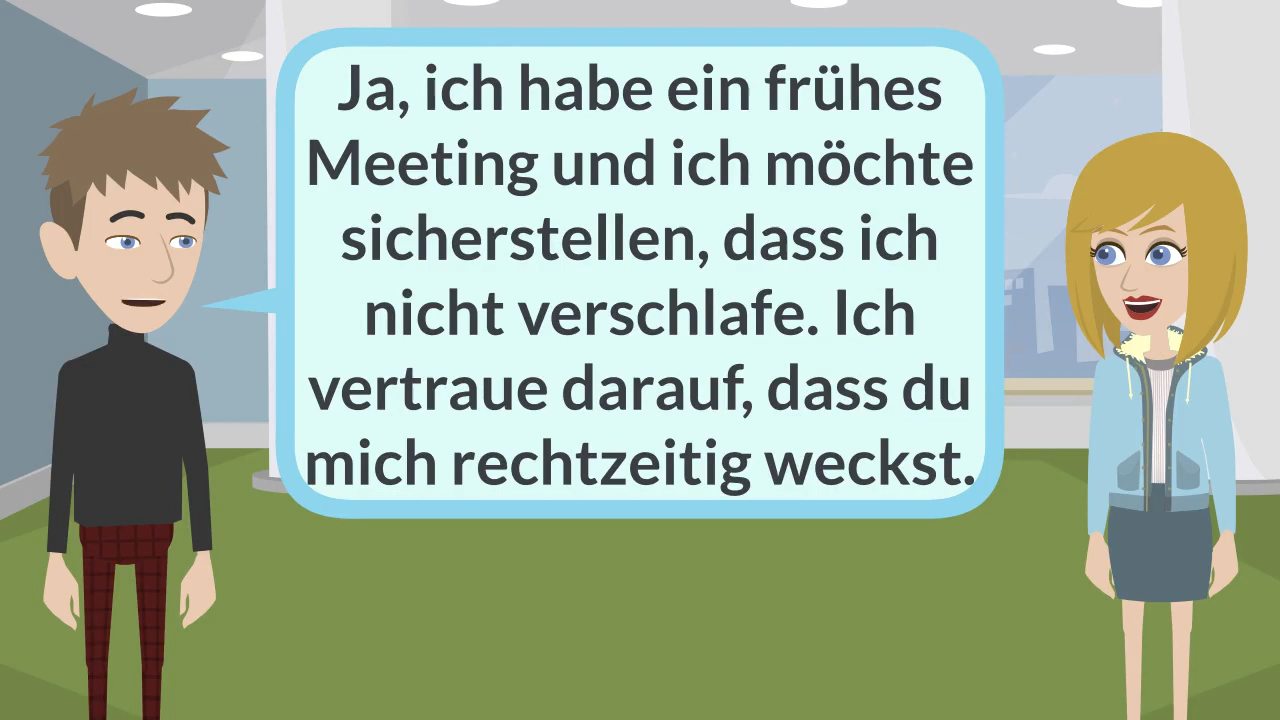 Ja, ich habe ein frühes
Meeting und ich möchte
sicherstellen, dass ich
nicht verschlafe. Ich
vertraue darauf, dass du
mich rechtzeitig weckst.